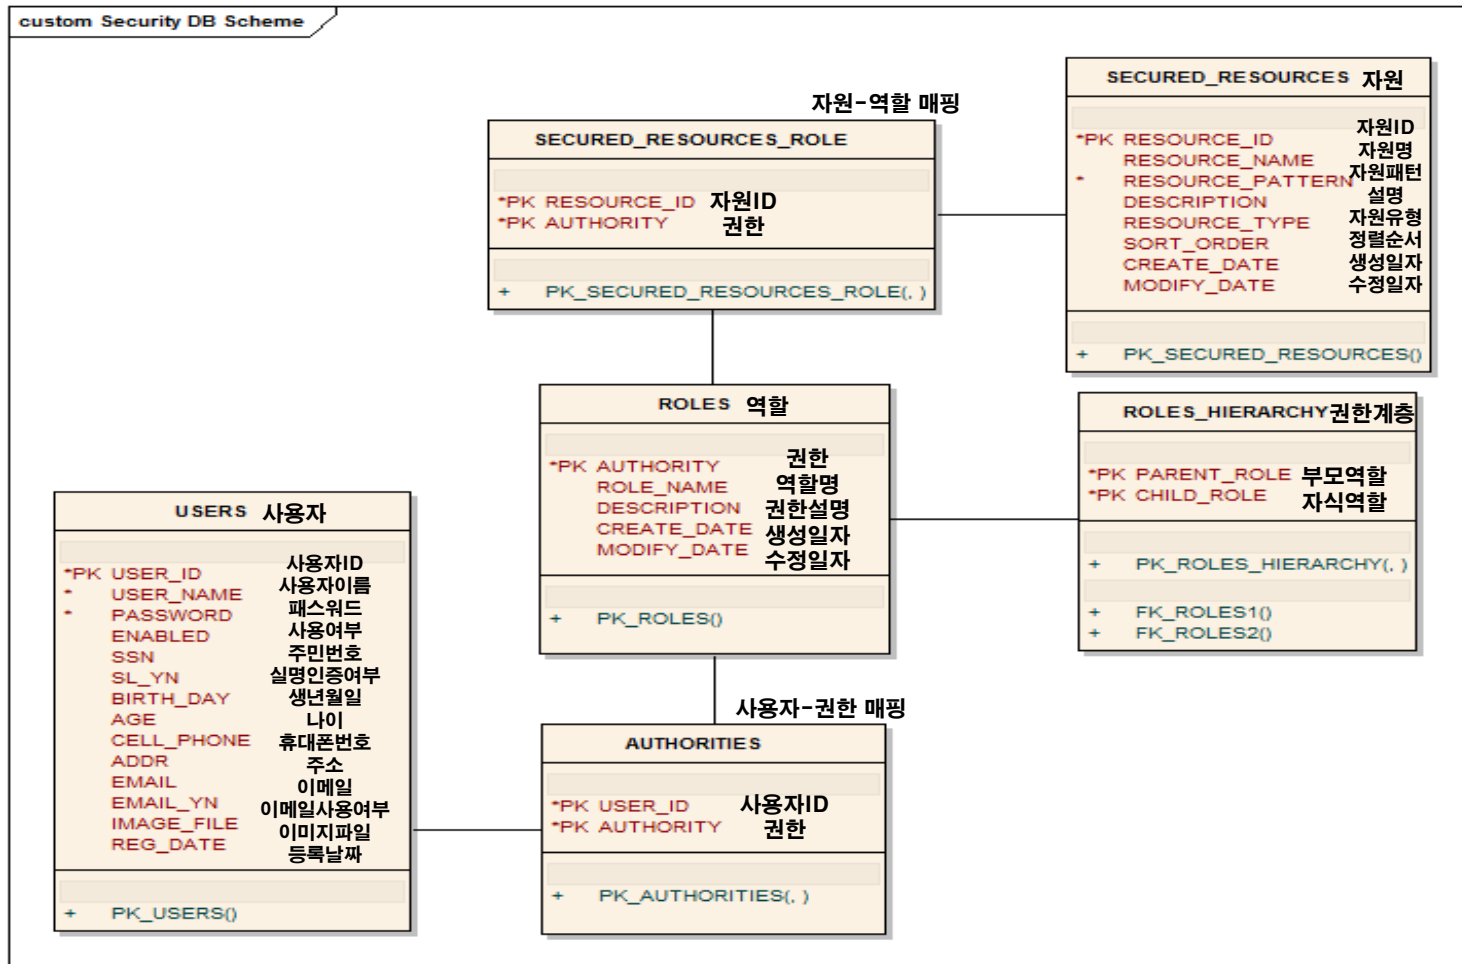 custom Security DB Scheme
자원-역할 매핑
SECURED_RESOURCES_ROLE
*PK RESOURCE_ID 자원ID
*PK AUTHORITY 권한
+ PK_SECURED_RESOURCES_ROLE(, )
SECURED_RESOURCES 자원
*PK RESOURCE_ID 자원ID
RESOURCE_NAME 자원명
* RESOURCE_PATTERN 자원패턴
DESCRIPTION 설명
RESOURCE_TYPE 자원유형
SORT_ORDER 정렬순서
CREATE_DATE 생성일자
MODIFY_DATE 수정일자
+ PK_SECURED_RESOURCES()
ROLES 역할
*PK AUTHORITY 권한
ROLE_NAME 역할명
DESCRIPTION 권한설명
CREATE_DATE 생성일자
MODIFY_DATE 수정일자
+ PK_ROLES()
ROLES_HIERARCHY 권한계층
*PK PARENT_ROLE 부모역할
*PK CHILD_ROLE 자식역할
+ PK_ROLES_HIERARCHY(, )
+ FK_ROLES1()
+ FK_ROLES2()
USERS 사용자
*PK USER_ID 사용자ID
* USER_NAME 사용자이름
* PASSWORD 패스워드
ENABLED 사용여부
SSN 주민번호
SL_YN 실명인증여부
BIRTH_DAY 생년월일
AGE 나이
CELL_PHONE 휴대폰번호
ADDR 주소
EMAIL 이메일
EMAIL_YN 이메일사용여부
IMAGE_FILE 이미지파일
REG_DATE 등록날짜
+ PK_USERS()
사용자-권한 매핑
AUTHORITIES
*PK USER_ID 사용자ID
*PK AUTHORITY 권한
+ PK_AUTHORITIES(, )